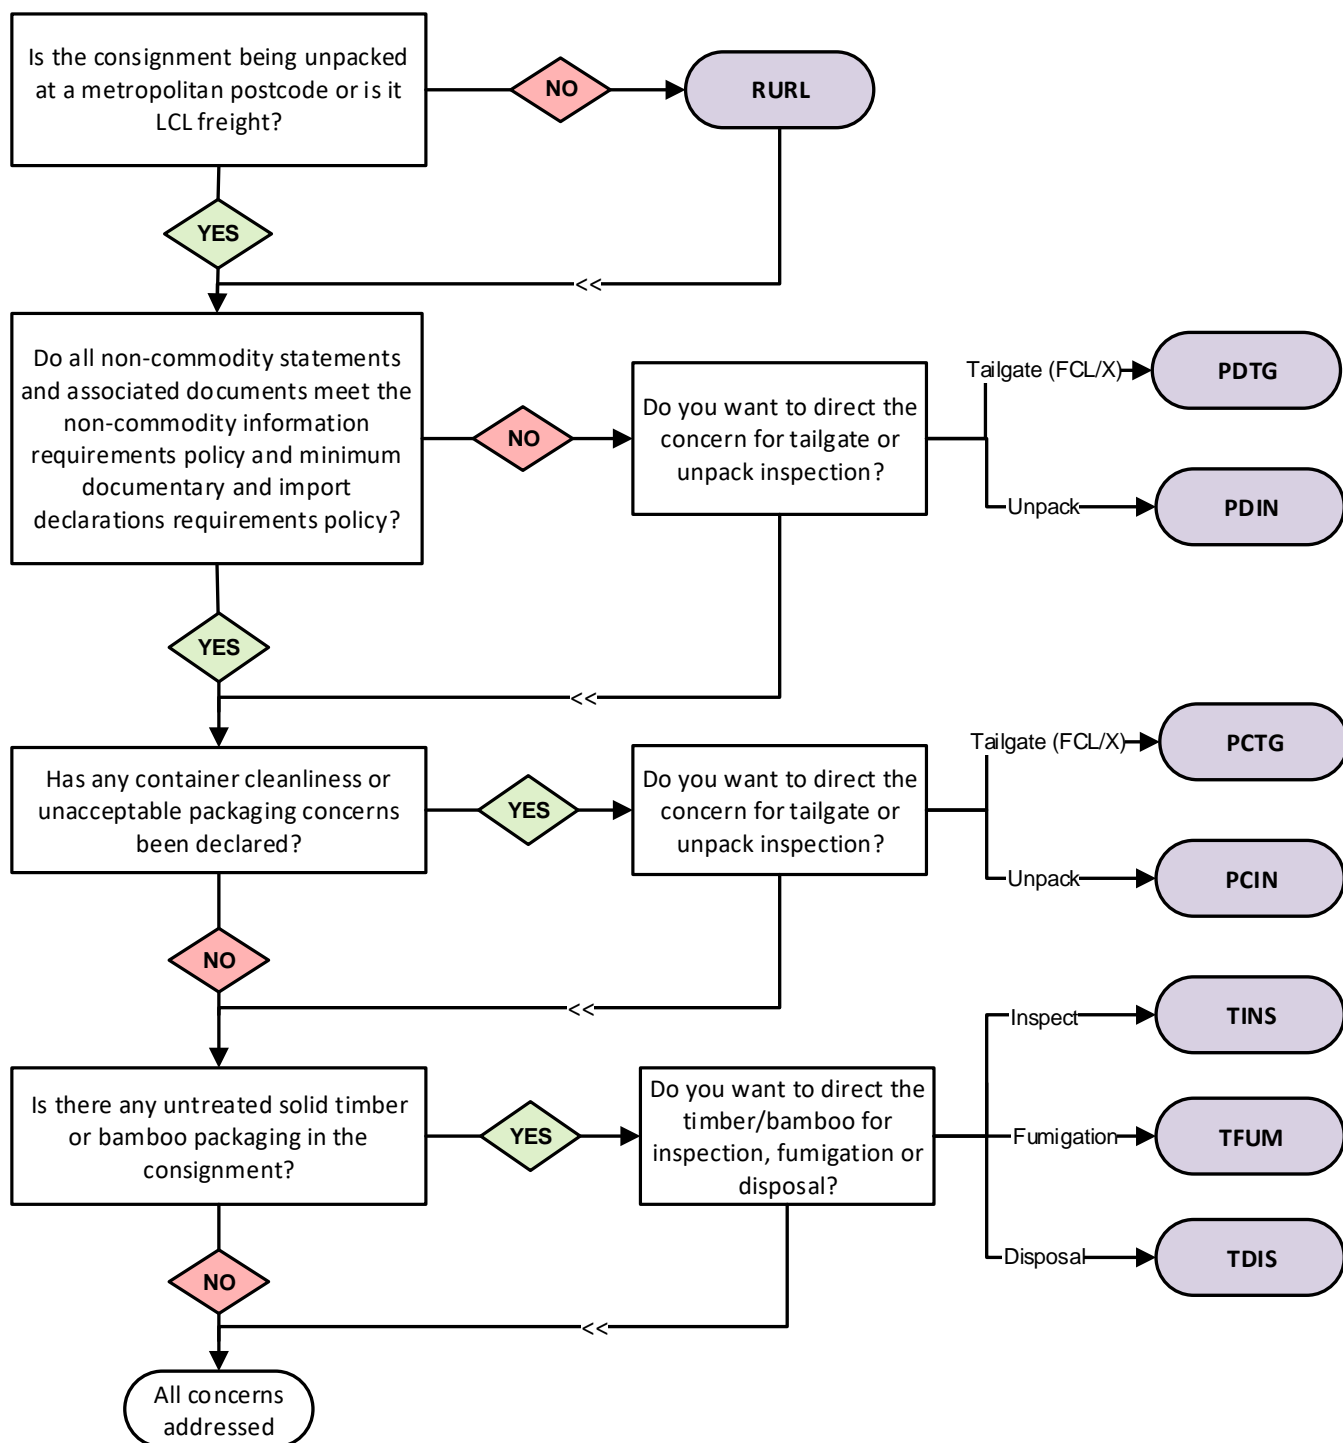 Is the consignment being unpacked
at a metropolitan postcode or is it
LCL freight?
NO
RURL
YES
<<
Do all non-commodity statements
and associated documents meet the
non-commodity information
requirements policy and minimum
documentary and import
declarations requirements policy?
NO
Do you want to direct the
concern for tailgate or
unpack inspection?
Tailgate (FCL/X)
PDTG
Unpack
PDIN
YES
<<
Has any container cleanliness or
unacceptable packaging concerns
been declared?
YES
Do you want to direct the
concern for tailgate or
unpack inspection?
Tailgate (FCL/X)
PCTG
Unpack
PCIN
NO
<<
Is there any untreated solid timber
or bamboo packaging in the
consignment?
YES
Do you want to direct the
timber/bamboo for
inspection, fumigation or
disposal?
Inspect
TINS
Fumigation
TFUM
Disposal
TDIS
NO
<<
All concerns
addressed